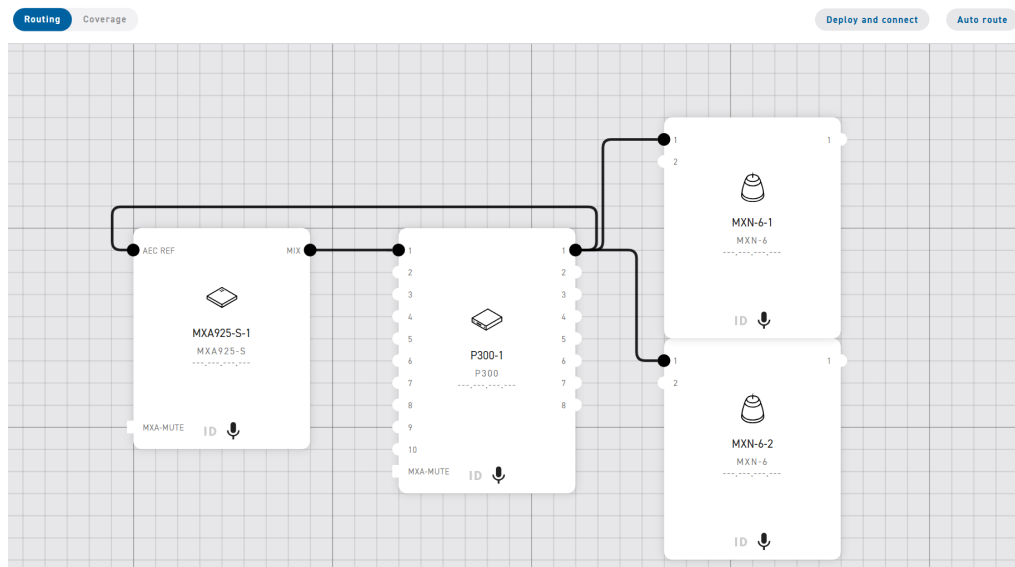 Routing
Coverage
Deploy and connect
Auto route
AEC REF
MIX
MXA925-S-1
MXA925-S
---.---.---.---
MXA-MUTE
ID
1
2
3
4
5
6
7
8
9
10
MXA-MUTE
1
2
3
4
5
6
7
8
P300-1
P300
---.---.---.---
ID
1
2
1
MXN-6-1
MXN-6
---.---.---.---
ID
1
2
1
MXN-6-2
MXN-6
---.---.---.---
ID